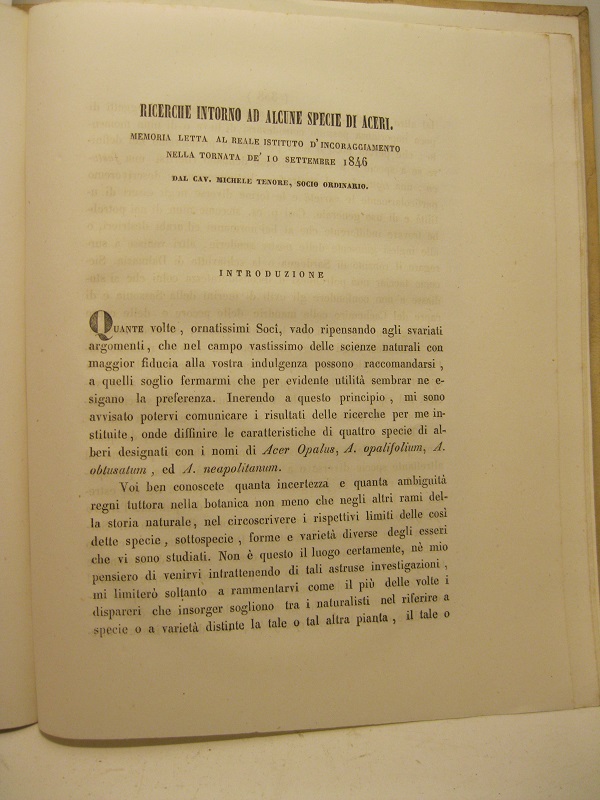 RICERCHE INTORNO AD ALCUNE SPECIE DI ACERI.
MEMORIA LETTA AL REALE ISTITUTO D'INCORAGGIAMENTO
NELLA TORNATA DE' 10 SETTEMBRE 1846
DAL CAV. MICHELE TENORE, SOCIO ORDINARIO.
INTRODUZIONE
QUANTE volte , ornatissimi Socî, vado ripensando agli svariati
argomenti, che nel campo vastissimo delle scienze naturali con
maggior fiducia alla vostra indulgenza possono raccomandarsi ,
a quelli soglio fermarmi che per evidente utilità sembrar ne e-
sigano la preferenza. Inerendo a questo principio , mi sono
avvisato potervi comunicare i risultati delle ricerche per me in-
stituite , onde diffinire le caratteristiche di quattro specie di al-
beri designati con i nomi di Acer Opalus, A. opalifolium, A.
obtusatum , ed A. neapolitanum.
Voi ben conoscete quanta incertezza e quanta ambiguità
regni tuttora nella botanica non meno che negli altri rami del-
la storia naturale, nel circoscrivere i rispettivi limiti delle così
dette specie, sottospecie , forme e varietà diverse degli esseri
che vi sono studiati. Non è questo il luogo certamente, nè mio
pensiero di venirvi intrattenendo di tali astruse investigazioni ,
mi limiterò soltanto a rammentarvi come il più delle volte i
dispareri che insorger sogliono tra i naturalisti nel riferire a
specie o a varietà distinte la tale o tal altra pianta , il tale o